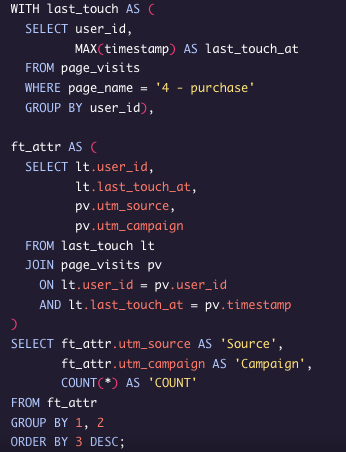 WITH last_touch AS (
  SELECT user_id,
         MAX(timestamp) AS last_touch_at
  FROM page_visits
  WHERE page_name = '4 - purchase'
  GROUP BY user_id),

ft_attr AS (
  SELECT lt.user_id,
         lt.last_touch_at,
         pv.utm_source,
         pv.utm_campaign
  FROM last_touch lt
  JOIN page_visits pv
    ON lt.user_id = pv.user_id
    AND lt.last_touch_at = pv.timestamp
)
SELECT ft_attr.utm_source AS 'Source',
       ft_attr.utm_campaign AS 'Campaign',
       COUNT(*) AS 'COUNT'
FROM ft_attr
GROUP BY 1, 2
ORDER BY 3 DESC;